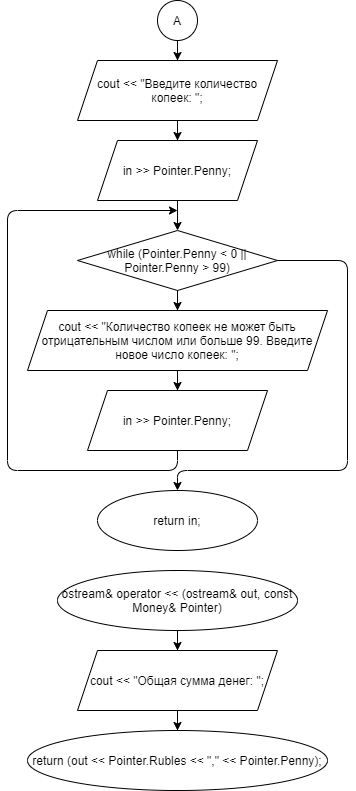 A
cout << "Введите количество
копеек: ";
in >> Pointer.Penny;
while (Pointer.Penny < 0 ||
Pointer.Penny > 99)
cout << "Количество копеек не может быть
отрицательным числом или больше 99. Введите
новое число копеек: ";
in >> Pointer.Penny;
return in;
ostream& operator << (ostream& out, const
Money& Pointer)
cout << "Общая сумма денег: ";
return (out << Pointer.Rubles << "," << Pointer.Penny);